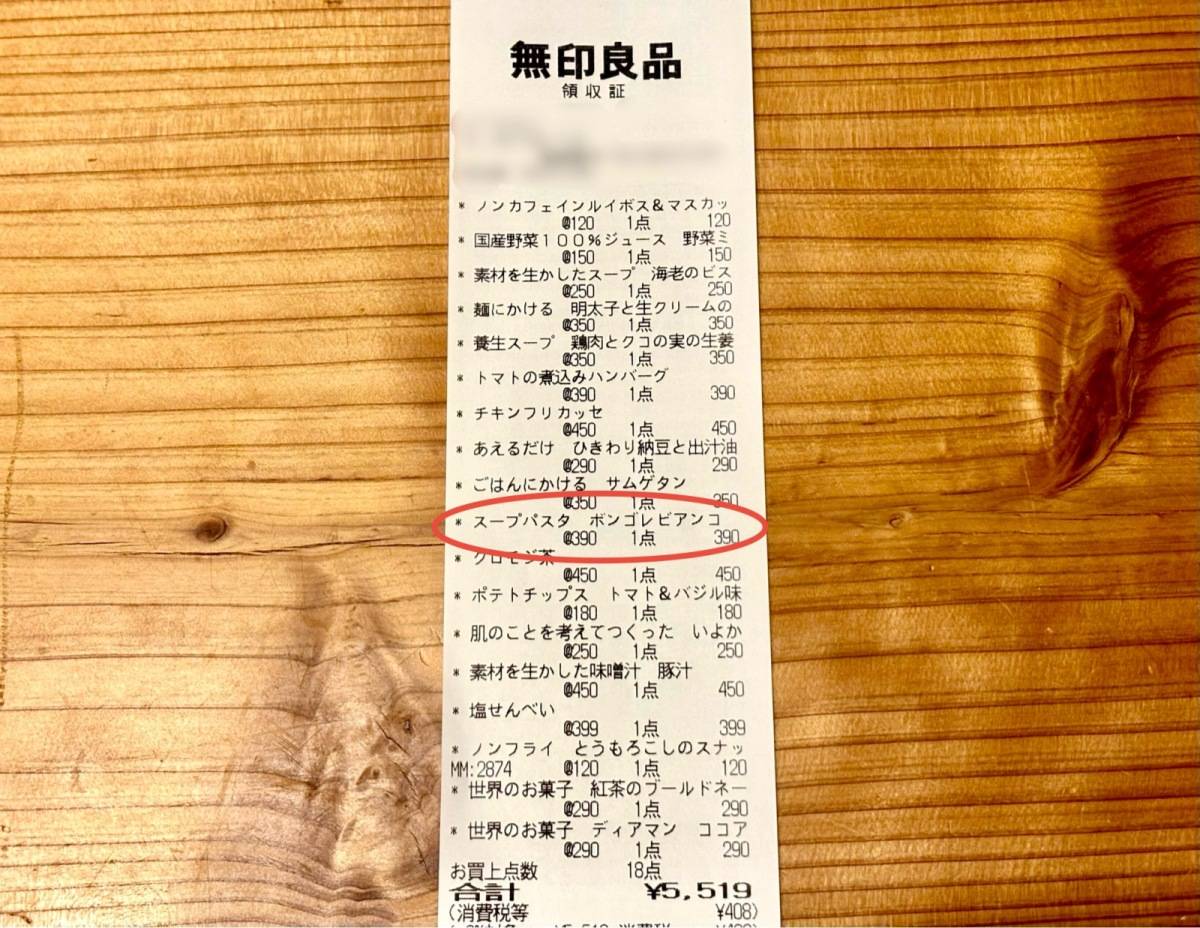 無印良品
領収証
* ノンカフェインルイボス&マスカッ
@120 1点 120
* 国産野菜100%ジュース 野菜ミ
@150 1点 150
* 素材を生かしたスープ 海老のビス
@250 1点 250
* 麺にかける 明太子と生クリームの
@350 1点 350
* 養生スープ 鶏肉とクコの実の生姜
@350 1点 350
* トマトの煮込みハンバーグ
@390 1点 390
* チキンフリカッセ
@450 1点 450
* あえるだけ ひきわり納豆と出汁油
@290 1点 290
* ごはんにかける サムゲタン
@350 1点 350
* スープパスタ ボンゴレビアンコ
@390 1点 390
* クロモジ茶
@450 1点 450
* ポテトチップス トマト&バジル味
@180 1点 180
* 肌のことを考えてつくった いよか
@250 1点 250
* 素材を生かした味噌汁 豚汁
@450 1点 450
* 塩せんべい
@399 1点 399
* ノンフライ とうもろこしのスナッ
MM:2874 @120 1点 120
* 世界のお菓子 紅茶のブールドネー
@290 1点 290
* 世界のお菓子 ディアマン ココア
@290 1点 290
お買上点数 18点
合計 ¥5,519
(消費税等 ¥408)